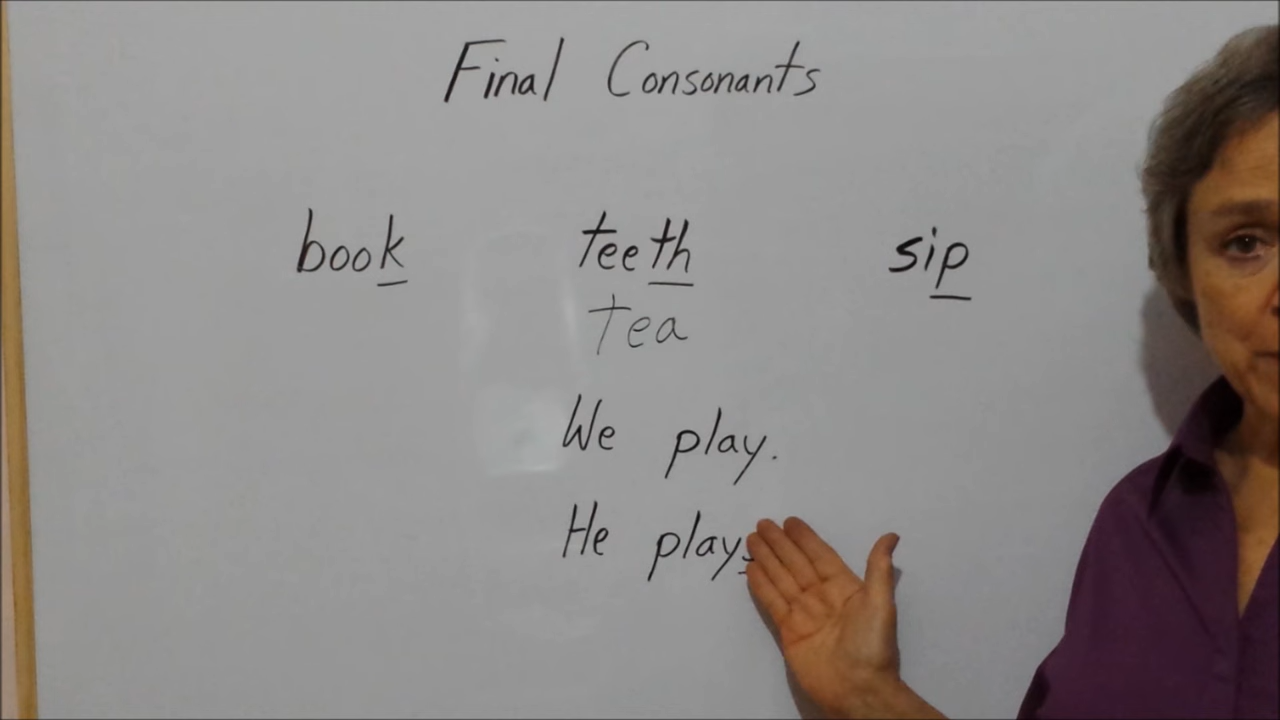 Final Consonants
book teeth sip
tea
We play.
He plays